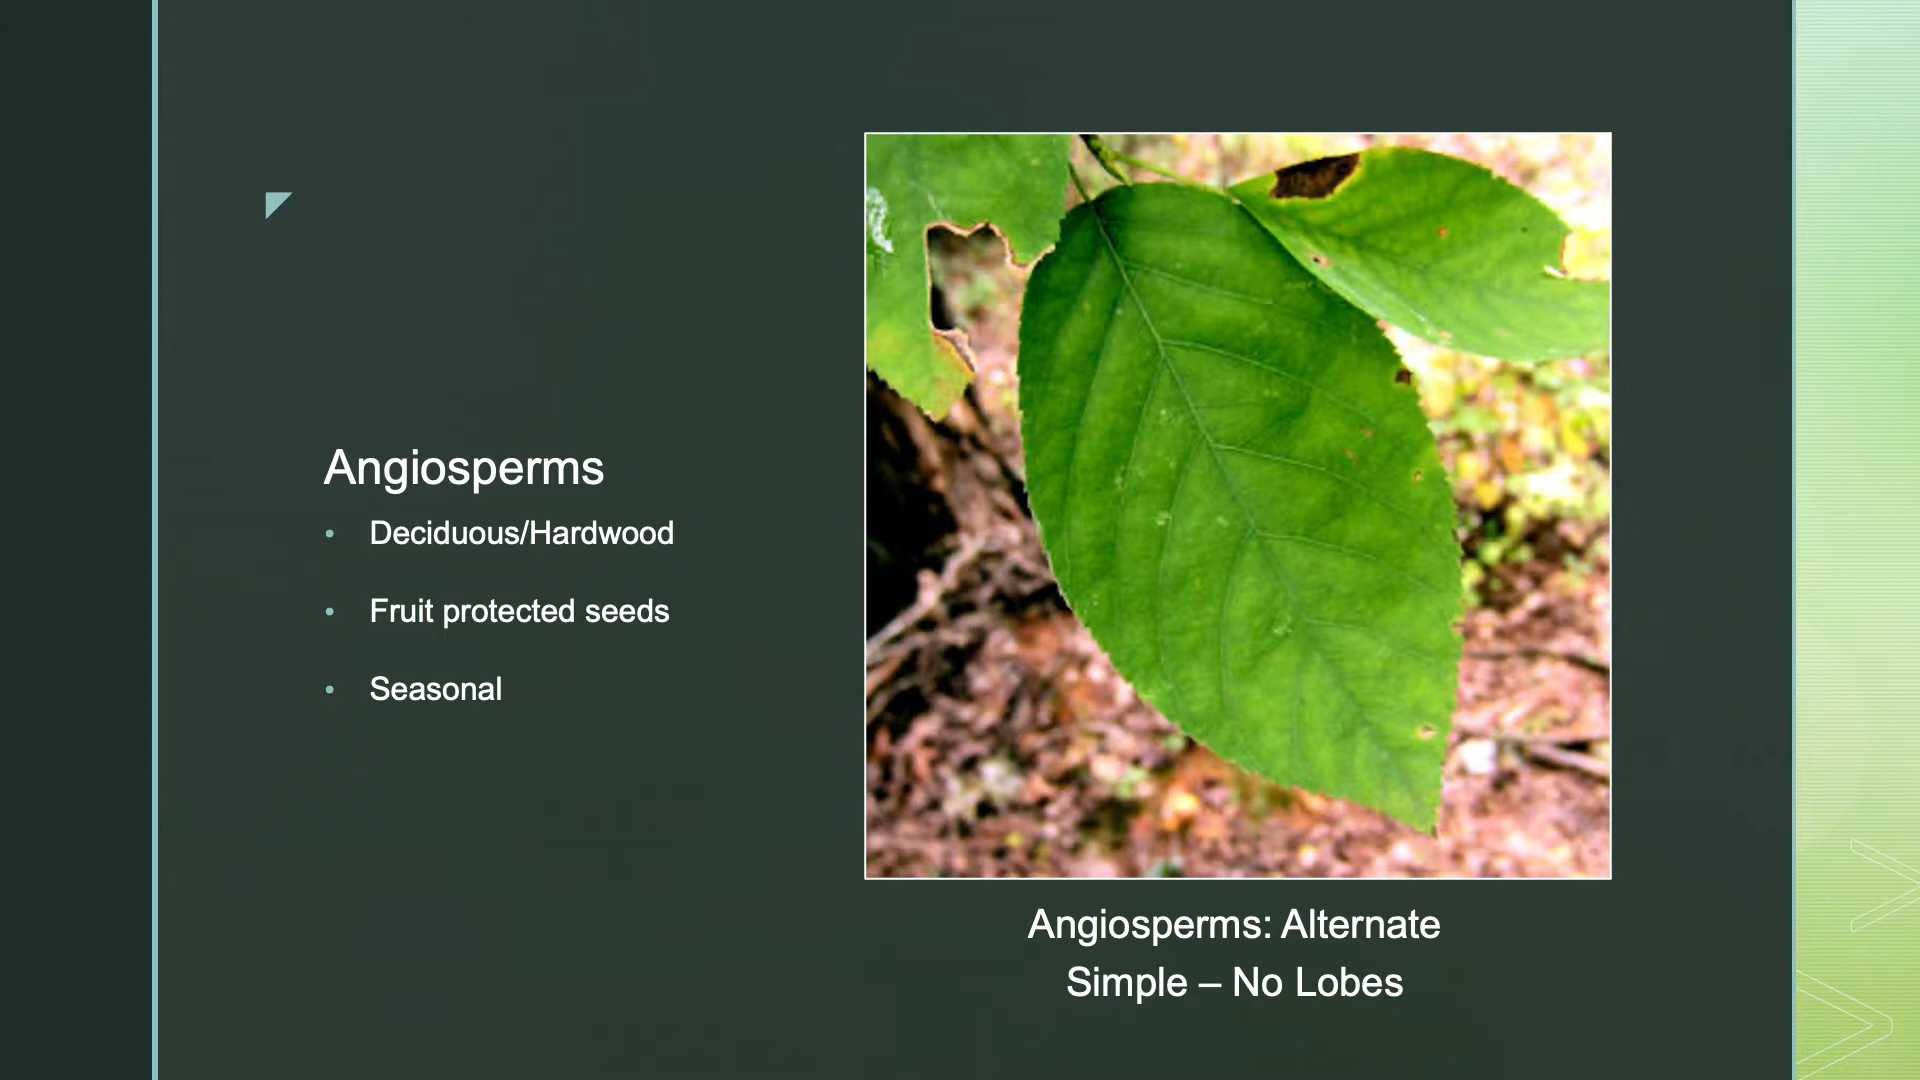 Angiosperms
• Deciduous/Hardwood
• Fruit protected seeds
• Seasonal
Angiosperms: Alternate
Simple – No Lobes